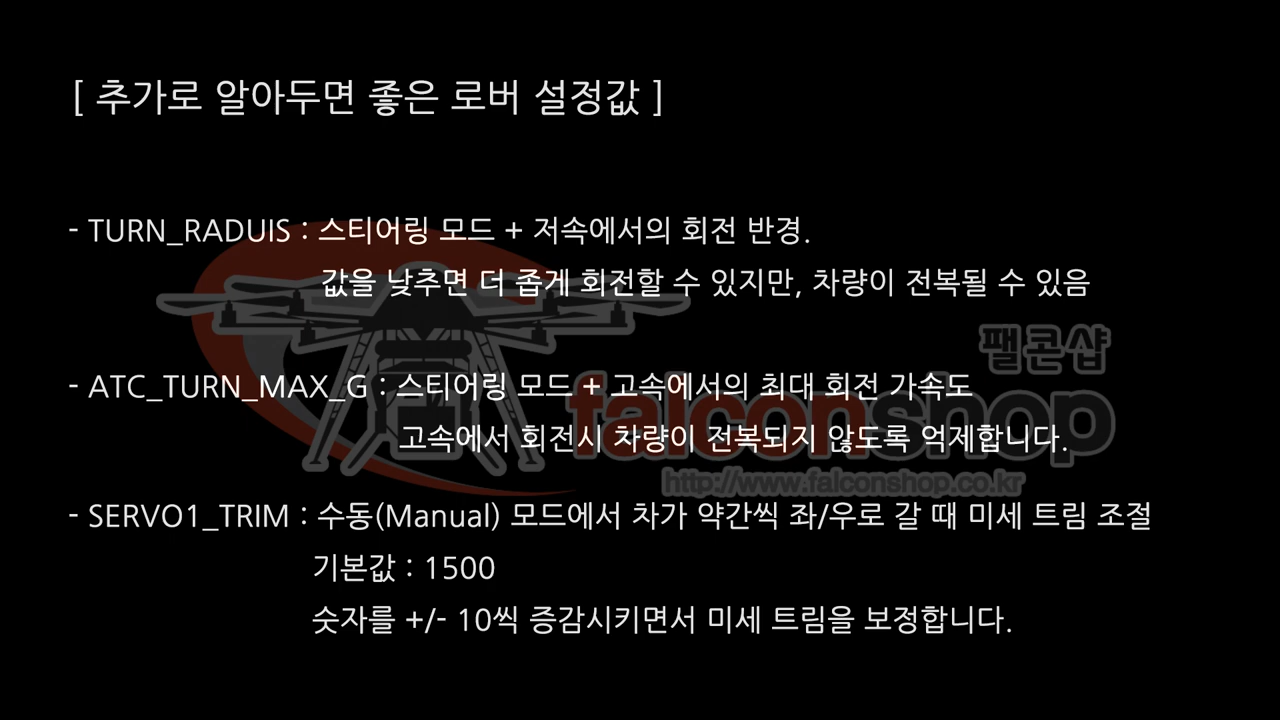 [ 추가로 알아두면 좋은 로버 설정값 ]
- TURN_RADUIS : 스티어링 모드 + 저속에서의 회전 반경.
값을 낮추면 더 좁게 회전할 수 있지만, 차량이 전복될 수 있음
팰콘샵
- ATC_TURN_MAX_G : 스티어링 모드 + 고속에서의 최대 회전 가속도
falconshop
고속에서 회전시 차량이 전복되지 않도록 억제합니다.
http://www.falconshop.co.kr
- SERVO1_TRIM : 수동(Manual) 모드에서 차가 약간씩 좌/우로 갈 때 미세 트림 조절
기본값 : 1500
숫자를 +/- 10씩 증감시키면서 미세 트림을 보정합니다.